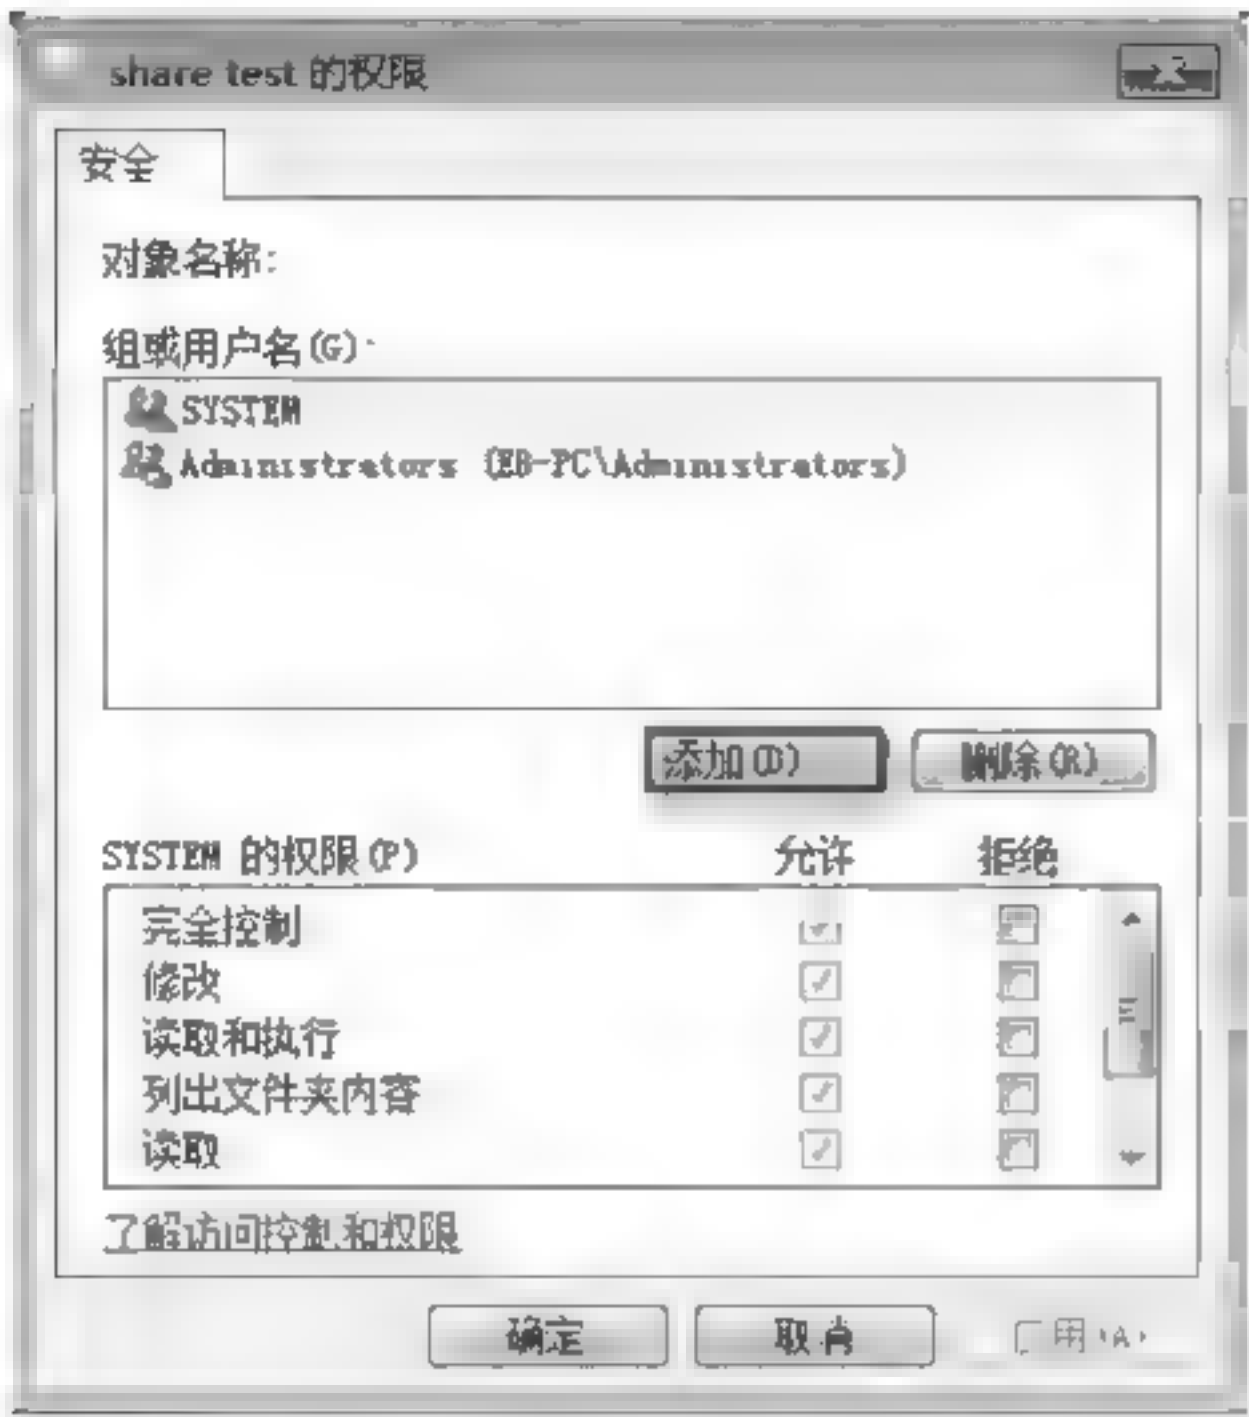 share test 的权限
安全
对象名称:
组或用户名(G):
SYSTEM
Administrators (EB-PC\Administrators)
添加(D) 删除(R)
SYSTEM 的权限(P) 允许 拒绝
完全控制
修改
读取和执行
列出文件夹内容
读取
了解访问控制和权限
确定 取消 用(A)